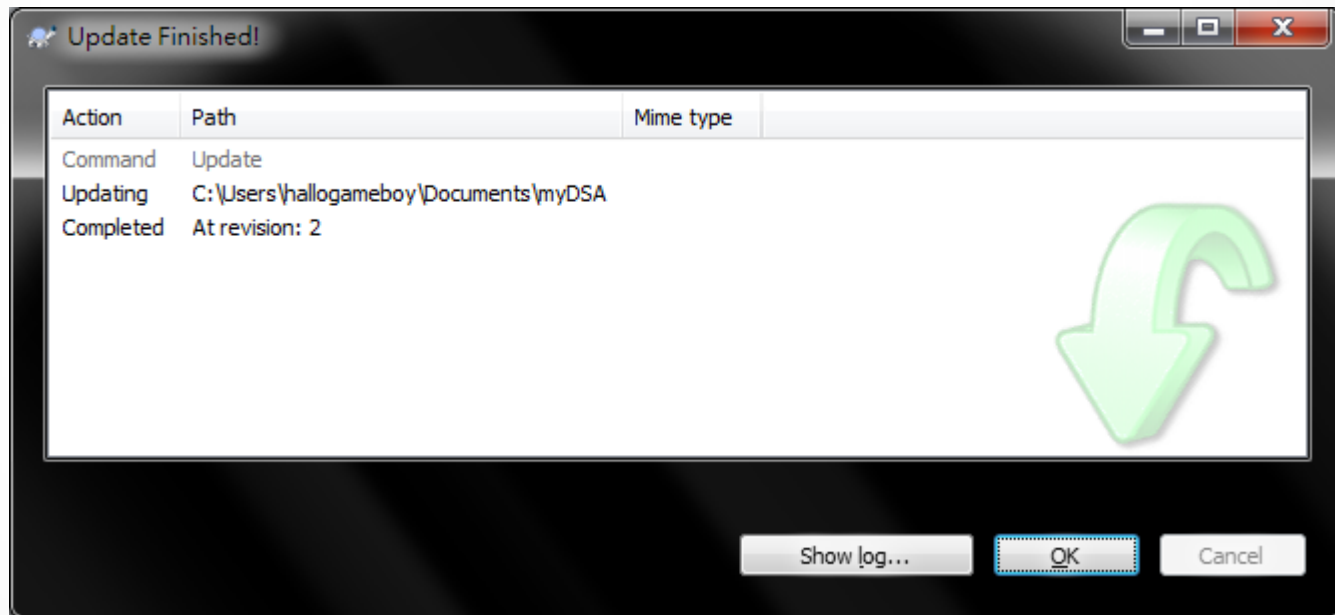 Update Finished!
Action Path Mime type
Command Update
Updating C:\Users\hallogameboy\Documents\myDSA
Completed At revision: 2
Show log... OK Cancel